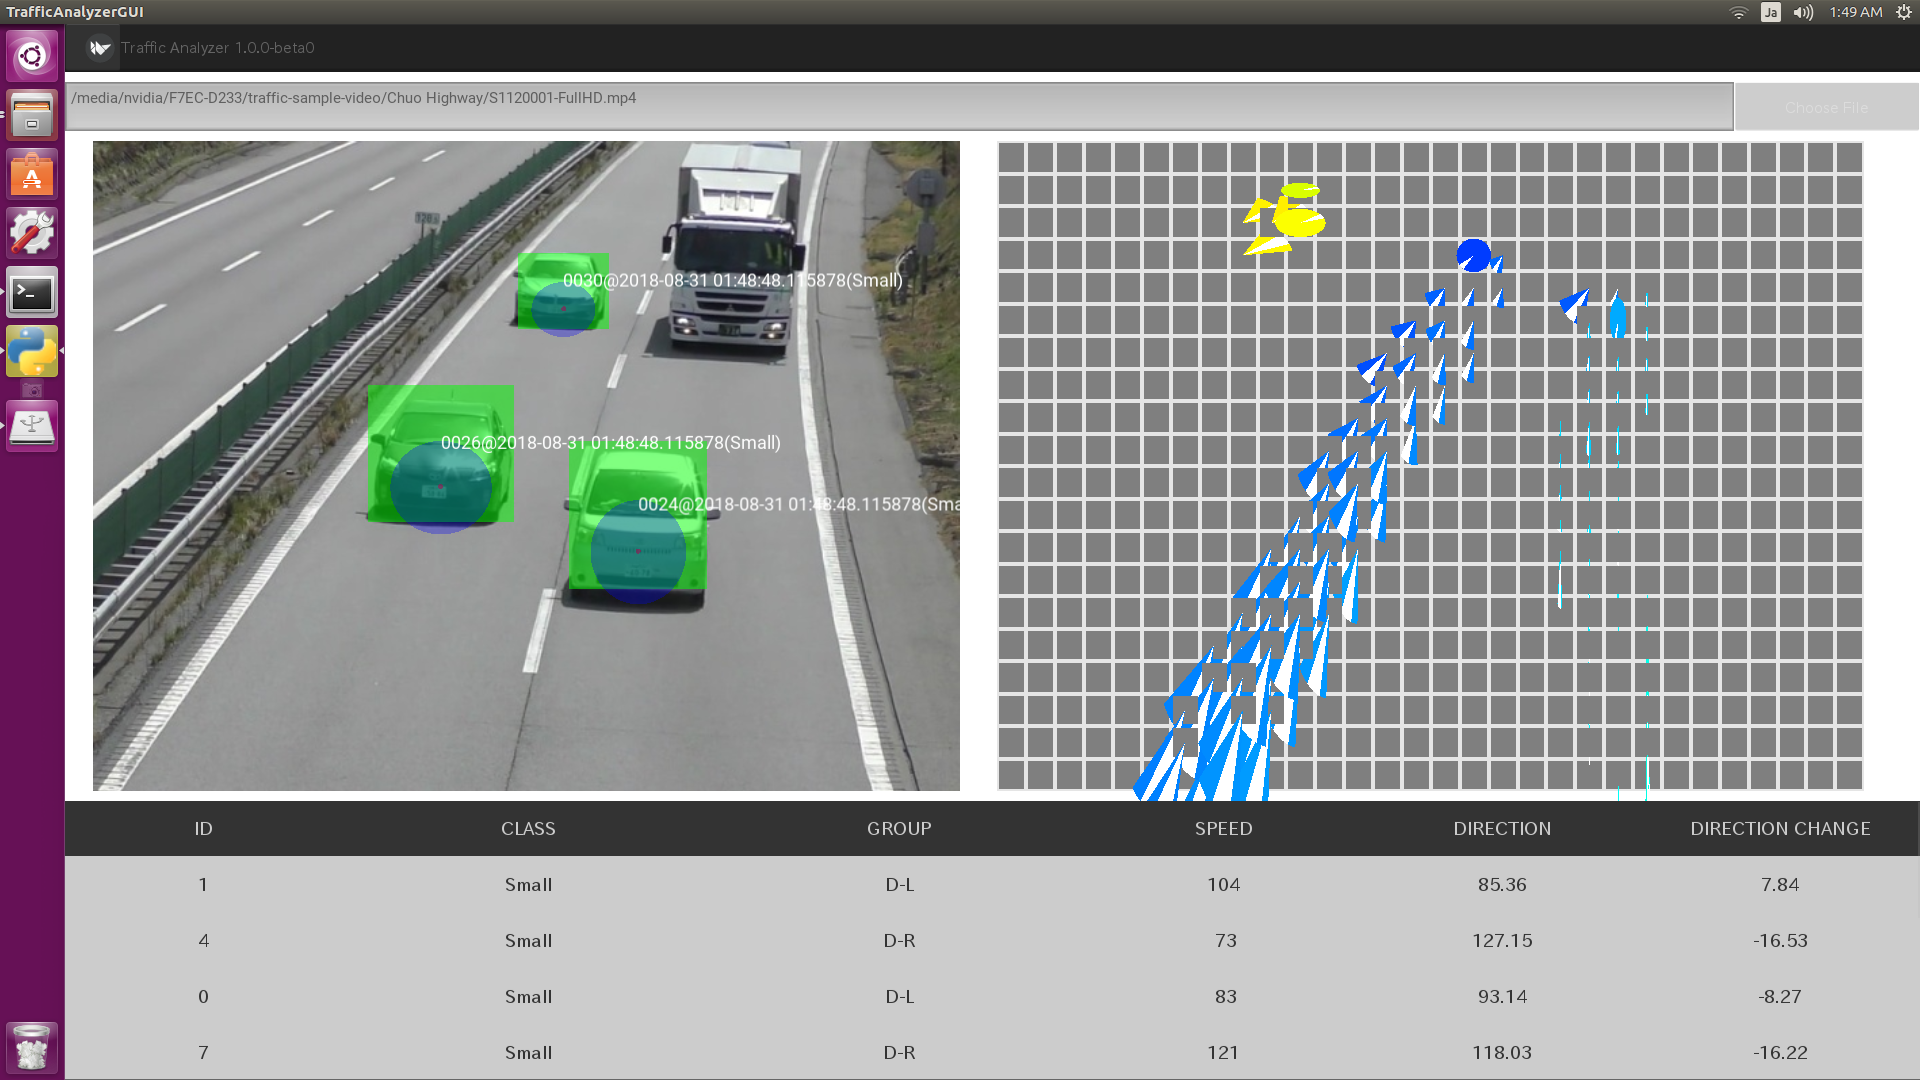 TrafficAnalyzerGUI
Ja
1:49 AM
Traffic Analyzer 1.0.0-beta0
/media/nvidia/F7EC-D233/traffic-sample-video/Chuo Highway/S1120001-FullHD.mp4
Choose File
0030@2018-08-31 01:48:48.115878(Small)
0026@2018-08-31 01:48:48.115878(Small)
0024@2018-08-31 01:48:48.115878(Sma
ID CLASS GROUP SPEED DIRECTION DIRECTION CHANGE
1 Small D-L 104 85.36 7.84
4 Small D-R 73 127.15 -16.53
0 Small D-L 83 93.14 -8.27
7 Small D-R 121 118.03 -16.22